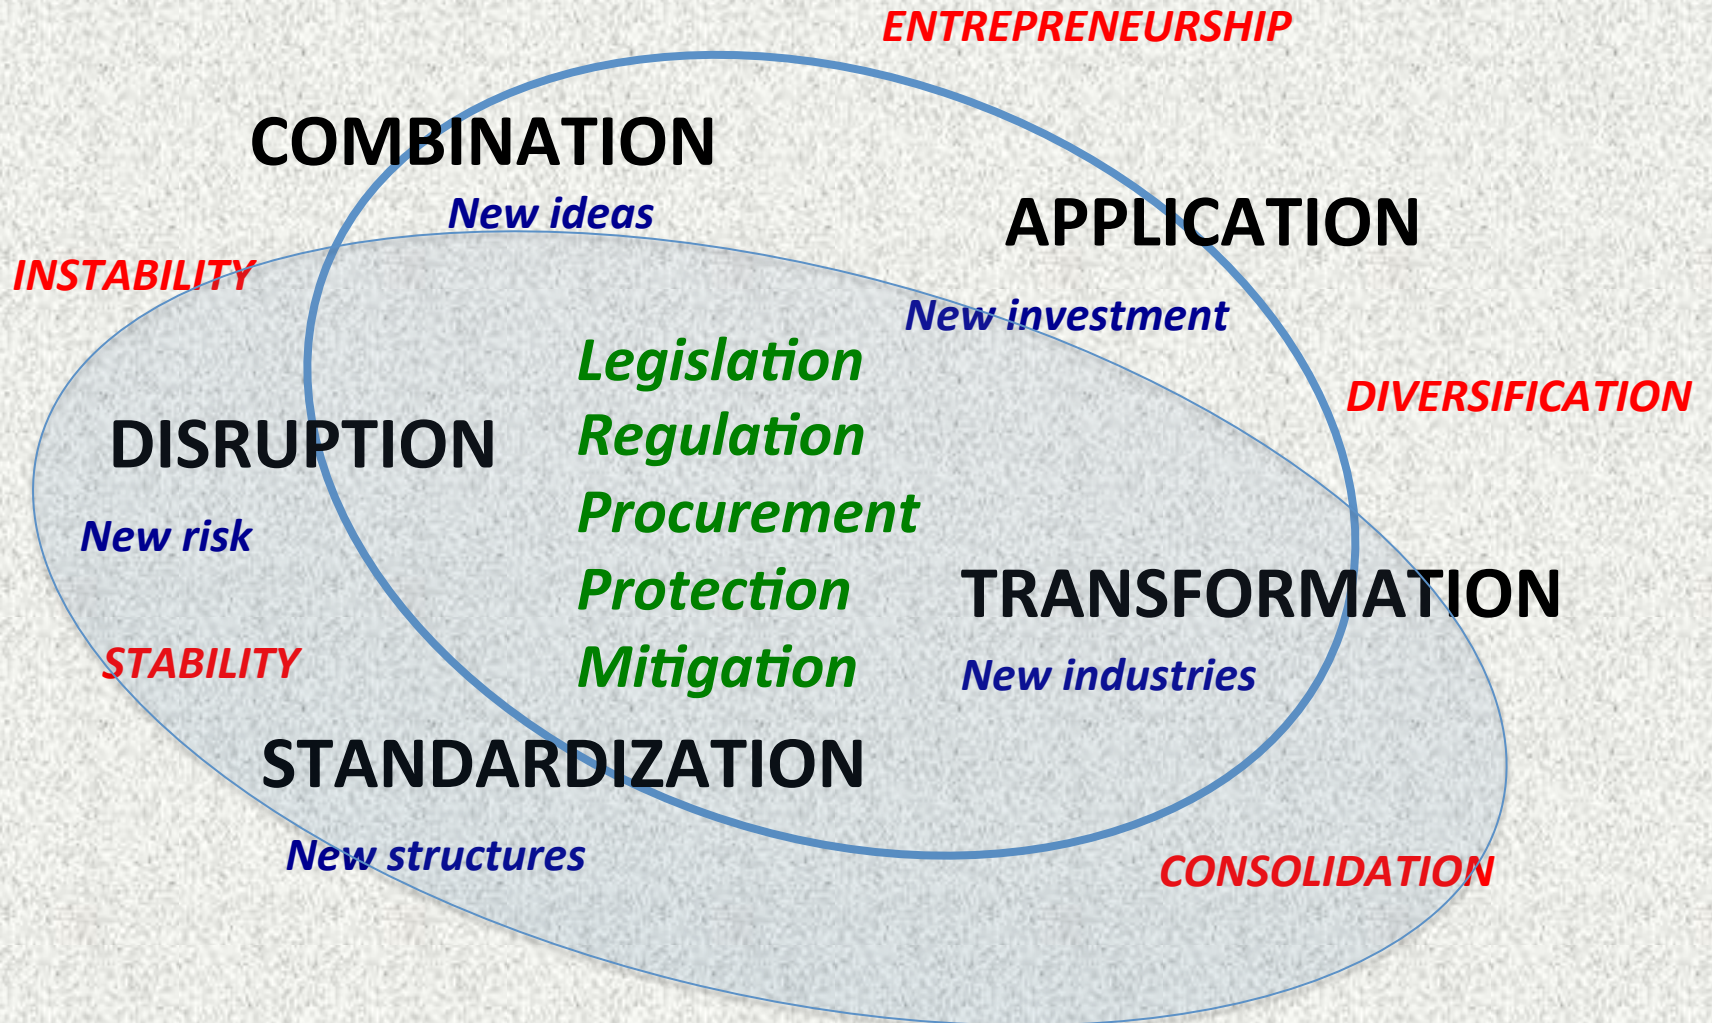 ENTREPRENEURSHIP
COMBINATION
New ideas
APPLICATION
INSTABILITY
New investment
Legislation
DIVERSIFICATION
Regulation
DISRUPTION
Procurement
New risk
Protection
TRANSFORMATION
STABILITY
Mitigation
New industries
STANDARDIZATION
New structures
CONSOLIDATION